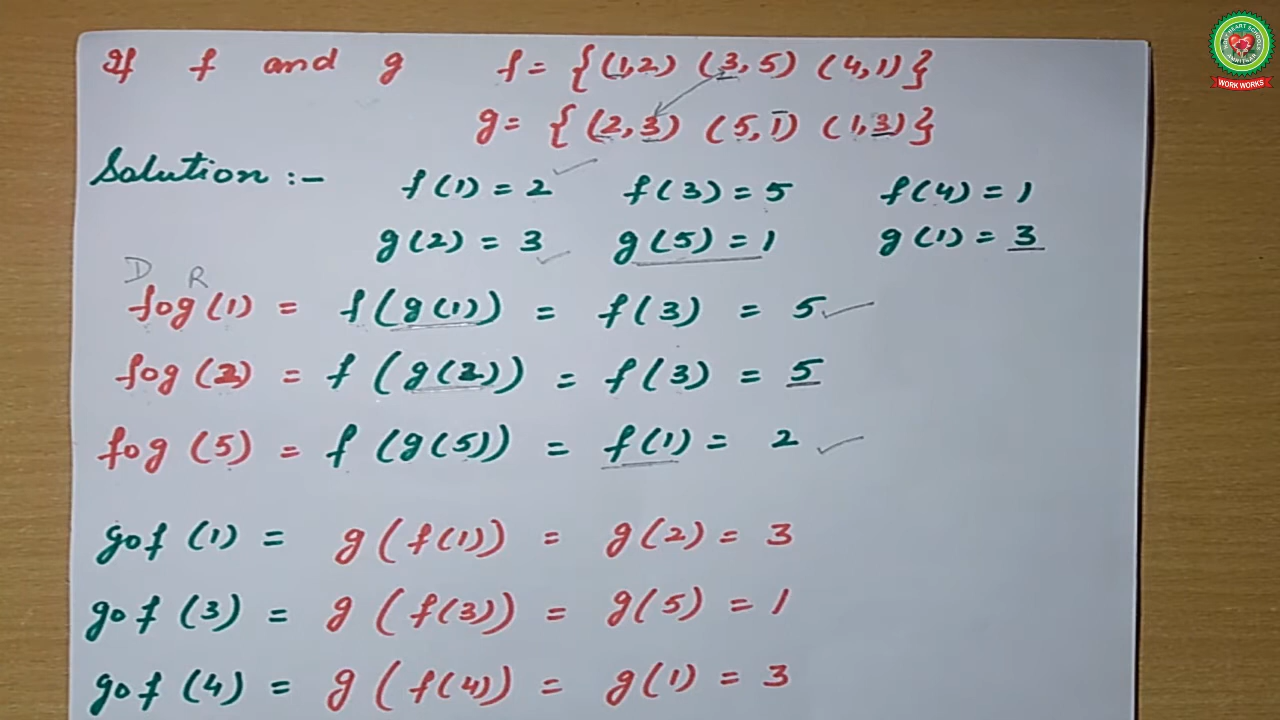 If f and g f = {(1,2) (3,5) (4,1)}
g = {(2,3) (5,1) (1,3)}
Solution :- f(1) = 2 f(3) = 5 f(4) = 1
g(2) = 3 g(5) = 1 g(1) = 3
D R
fog(1) = f(g(1)) = f(3) = 5
fog(2) = f(g(2)) = f(3) = 5
fog(5) = f(g(5)) = f(1) = 2
gof(1) = g(f(1)) = g(2) = 3
gof(3) = g(f(3)) = g(5) = 1
gof(4) = g(f(4)) = g(1) = 3
WORK WORKS